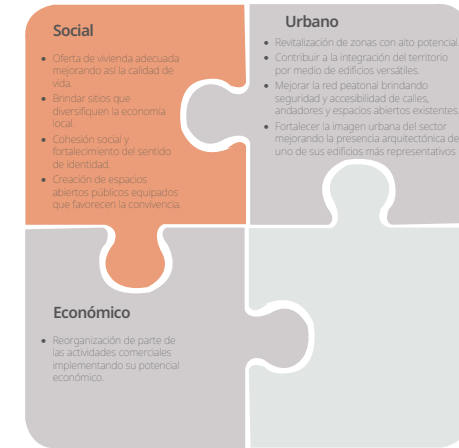 Social
• Oferta de vivienda adecuada
mejorando así la calidad de
vida.
• Brindar sitios que
diversifiquen la economía
local.
• Cohesión social y
fortalecimiento del sentido
de identidad.
• Creación de espacios
abiertos públicos equipados
que favorecen la convivencia.
Urbano
• Revitalización de zonas con alto potencial.
• Contribuir a la integración del territorio
por medio de edificios versátiles.
• Mejorar la red peatonal brindando
seguridad y accesibilidad de calles,
andadores y espacios abiertos existentes.
• Fortalecer la imagen urbana del sector
mejorando la presencia arquitectónica de
uno de sus edificios más representativos
Económico
• Reorganización de parte de
las actividades comerciales
implementando su potencial
económico.